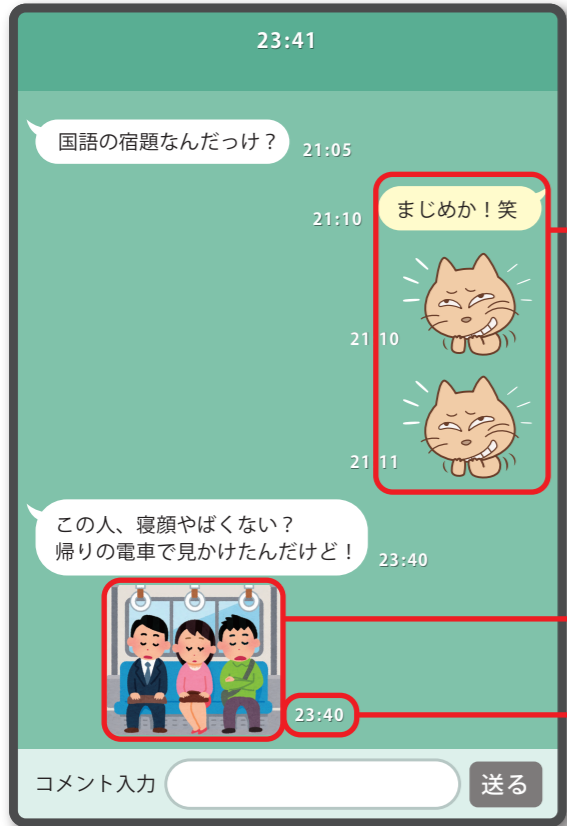 23:41
国語の宿題なんだっけ？ 21:05
21:10 まじめか！笑
21:10
21:11
この人、寝顔やばくない？
帰りの電車で見かけたんだけど！ 23:40
23:40
コメント入力 送る